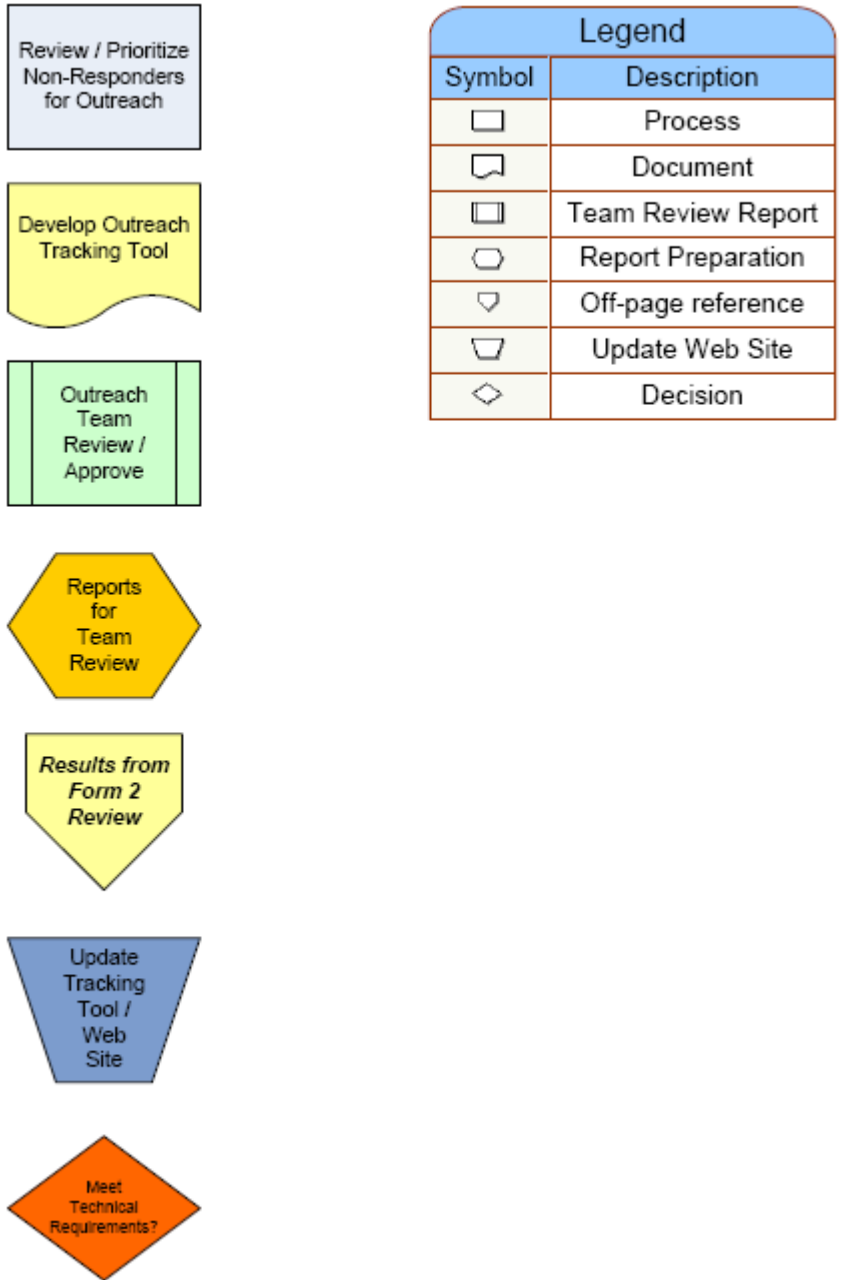 Review / Prioritize
Non-Responders
for Outreach
Develop Outreach
Tracking Tool
Outreach
Team
Review /
Approve
Reports
for
Team
Review
Results from
Form 2
Review
Update
Tracking
Tool /
Web
Site
Meet
Technical
Requirements?
Legend
Symbol Description
Process
Document
Team Review Report
Report Preparation
Off-page reference
Update Web Site
Decision